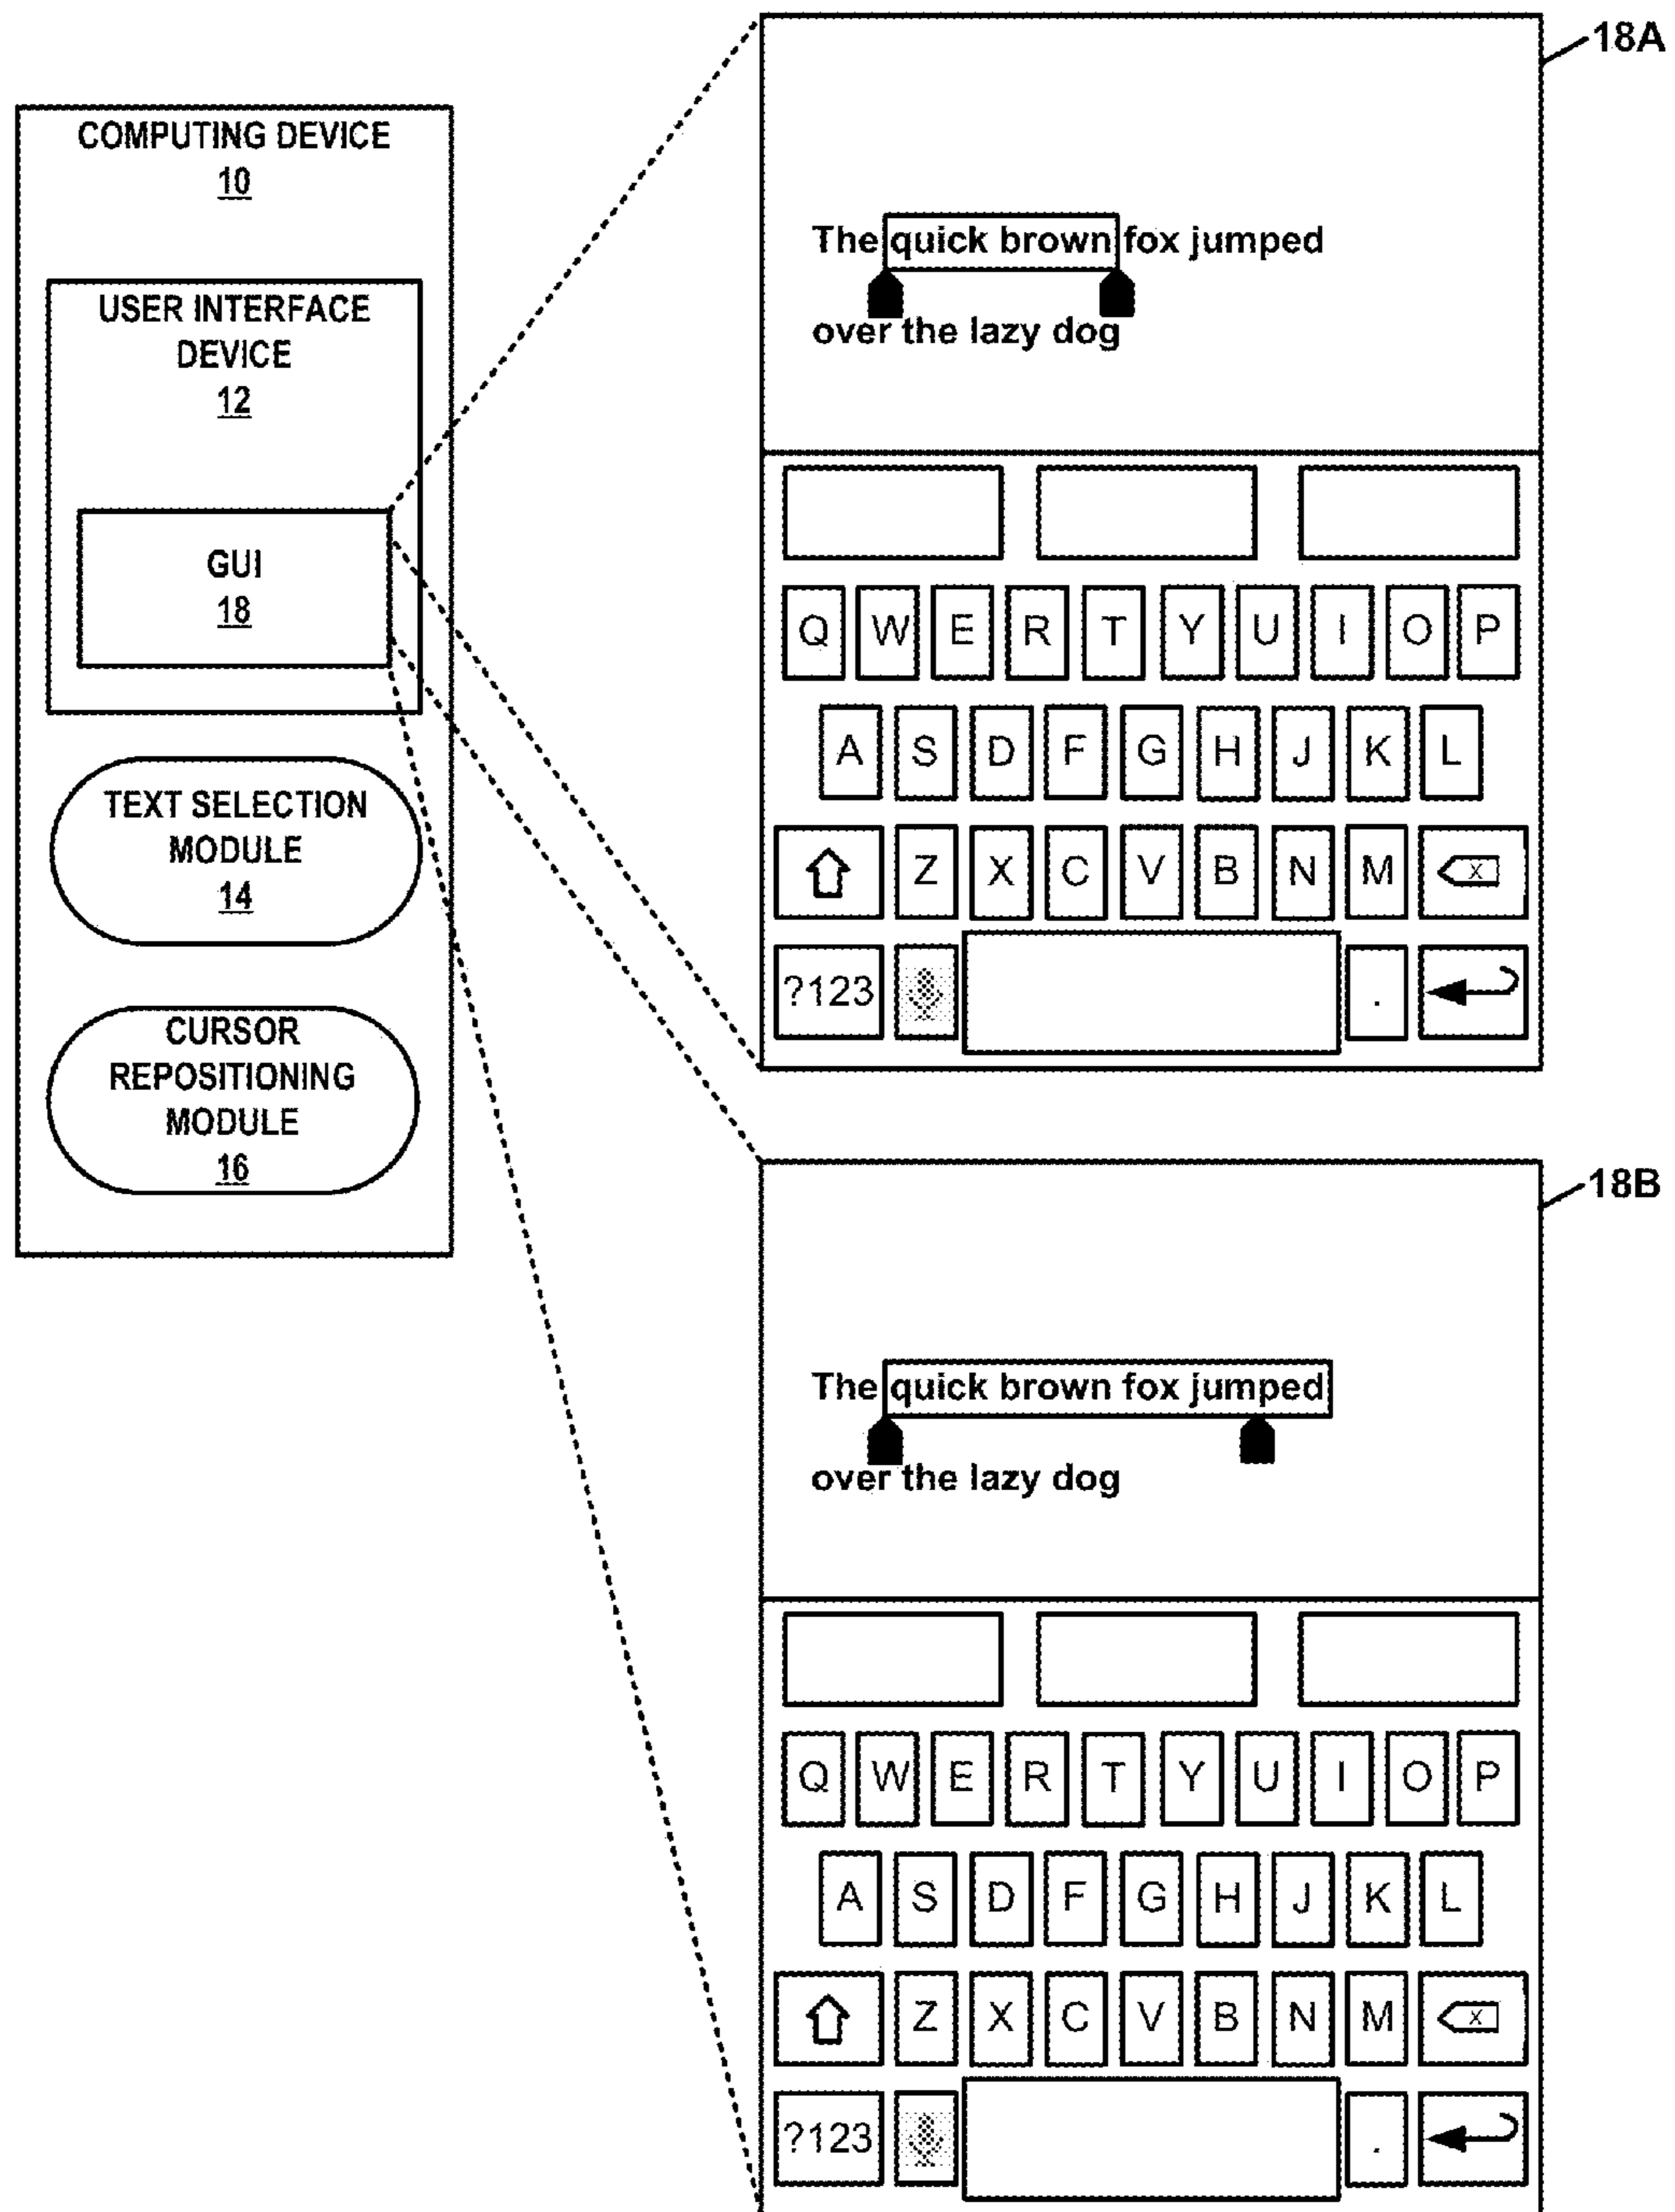 COMPUTING DEVICE
10
USER INTERFACE
DEVICE
12
GUI
18
TEXT SELECTION
MODULE
14
CURSOR
REPOSITIONING
MODULE
16
18A
The quick brown fox jumped
over the lazy dog
Q W E R T Y U I O P
A S D F G H J K L
Z X C V B N M X
?123 .
18B
The quick brown fox jumped
over the lazy dog
Q W E R T Y U I O P
A S D F G H J K L
Z X C V B N M X
?123 .